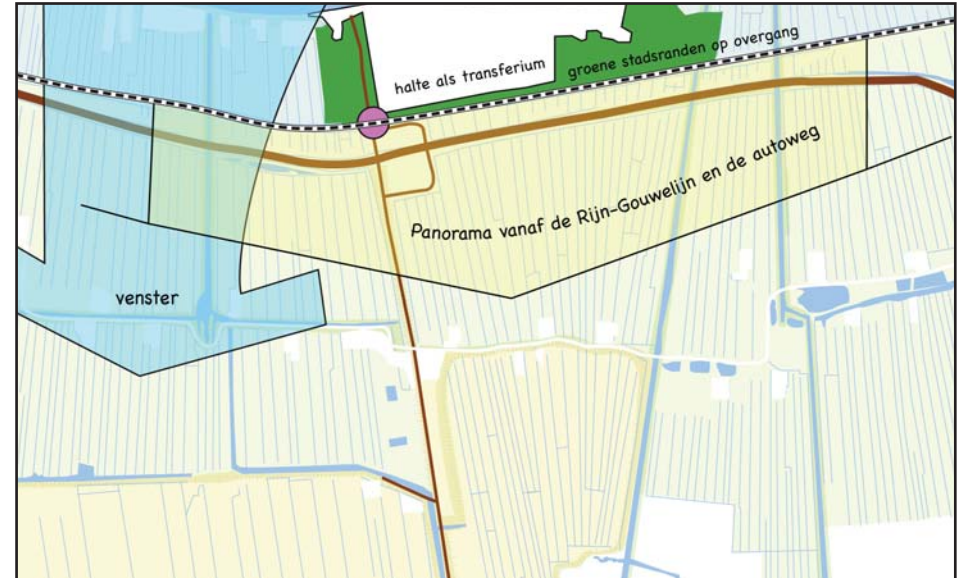 halte als transferium
groene stadsranden op overgang
Panorama vanaf de Rijn-Gouwelijn en de autoweg
venster